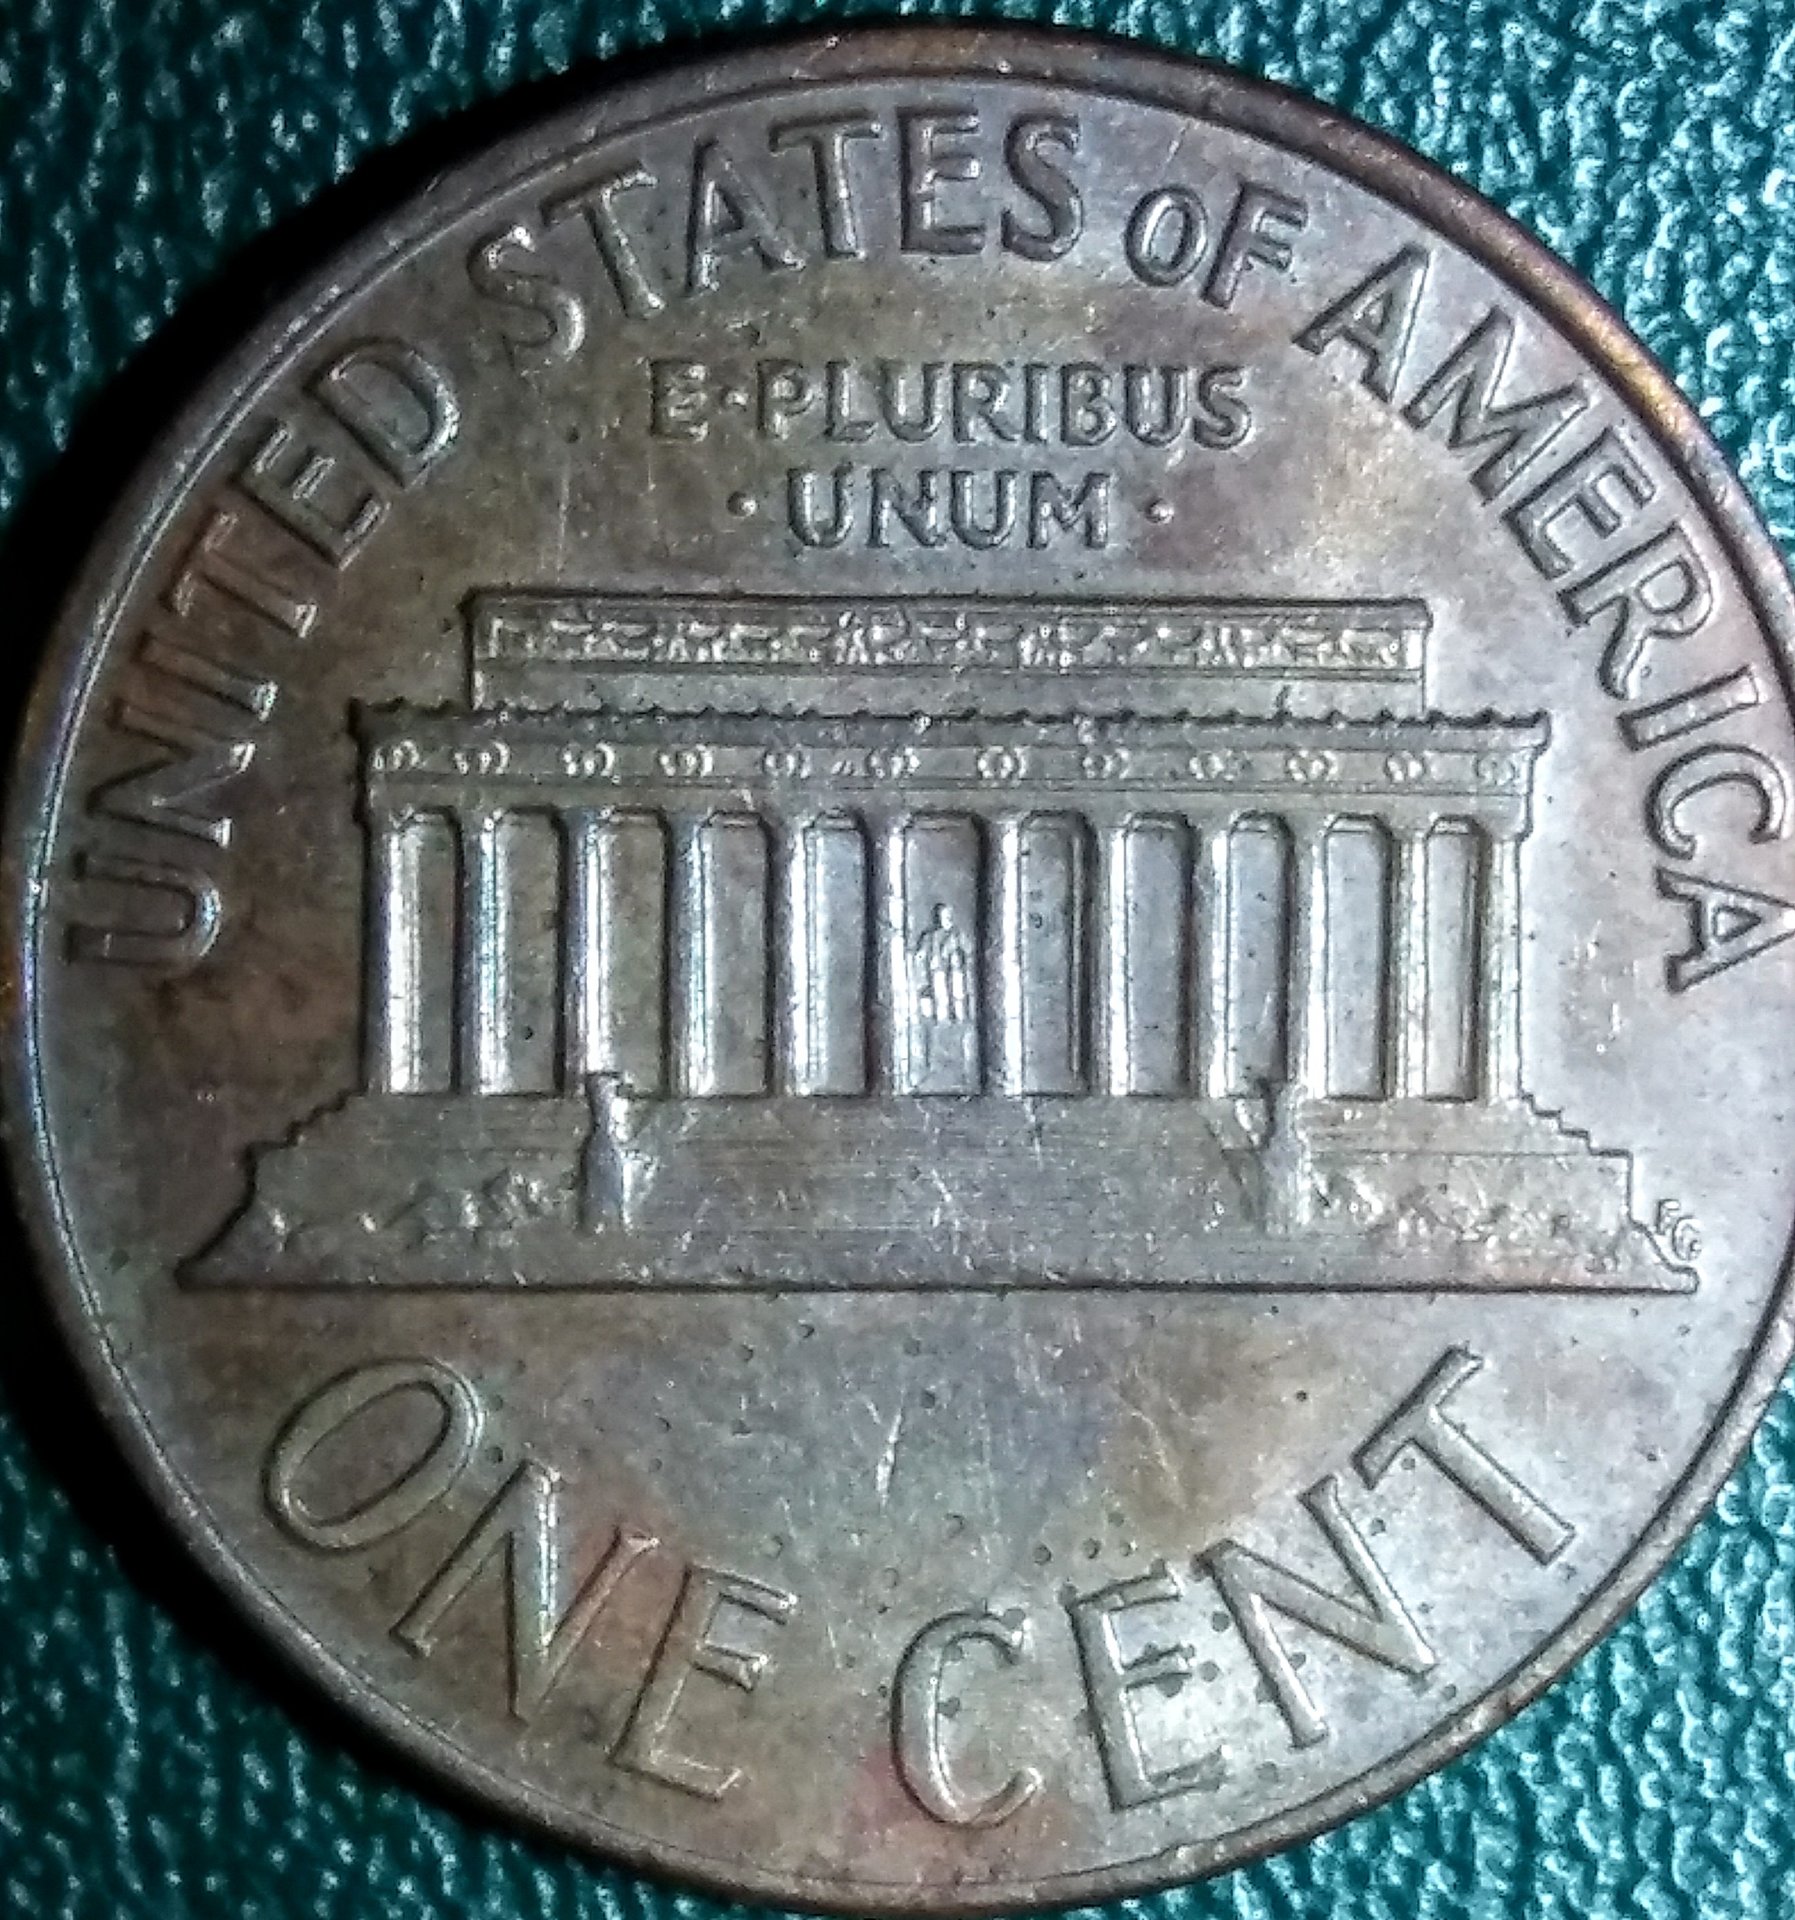 UNITED STATES OF AMERICA
E·PLURIBUS
·UNUM·
FG
ONE CENT